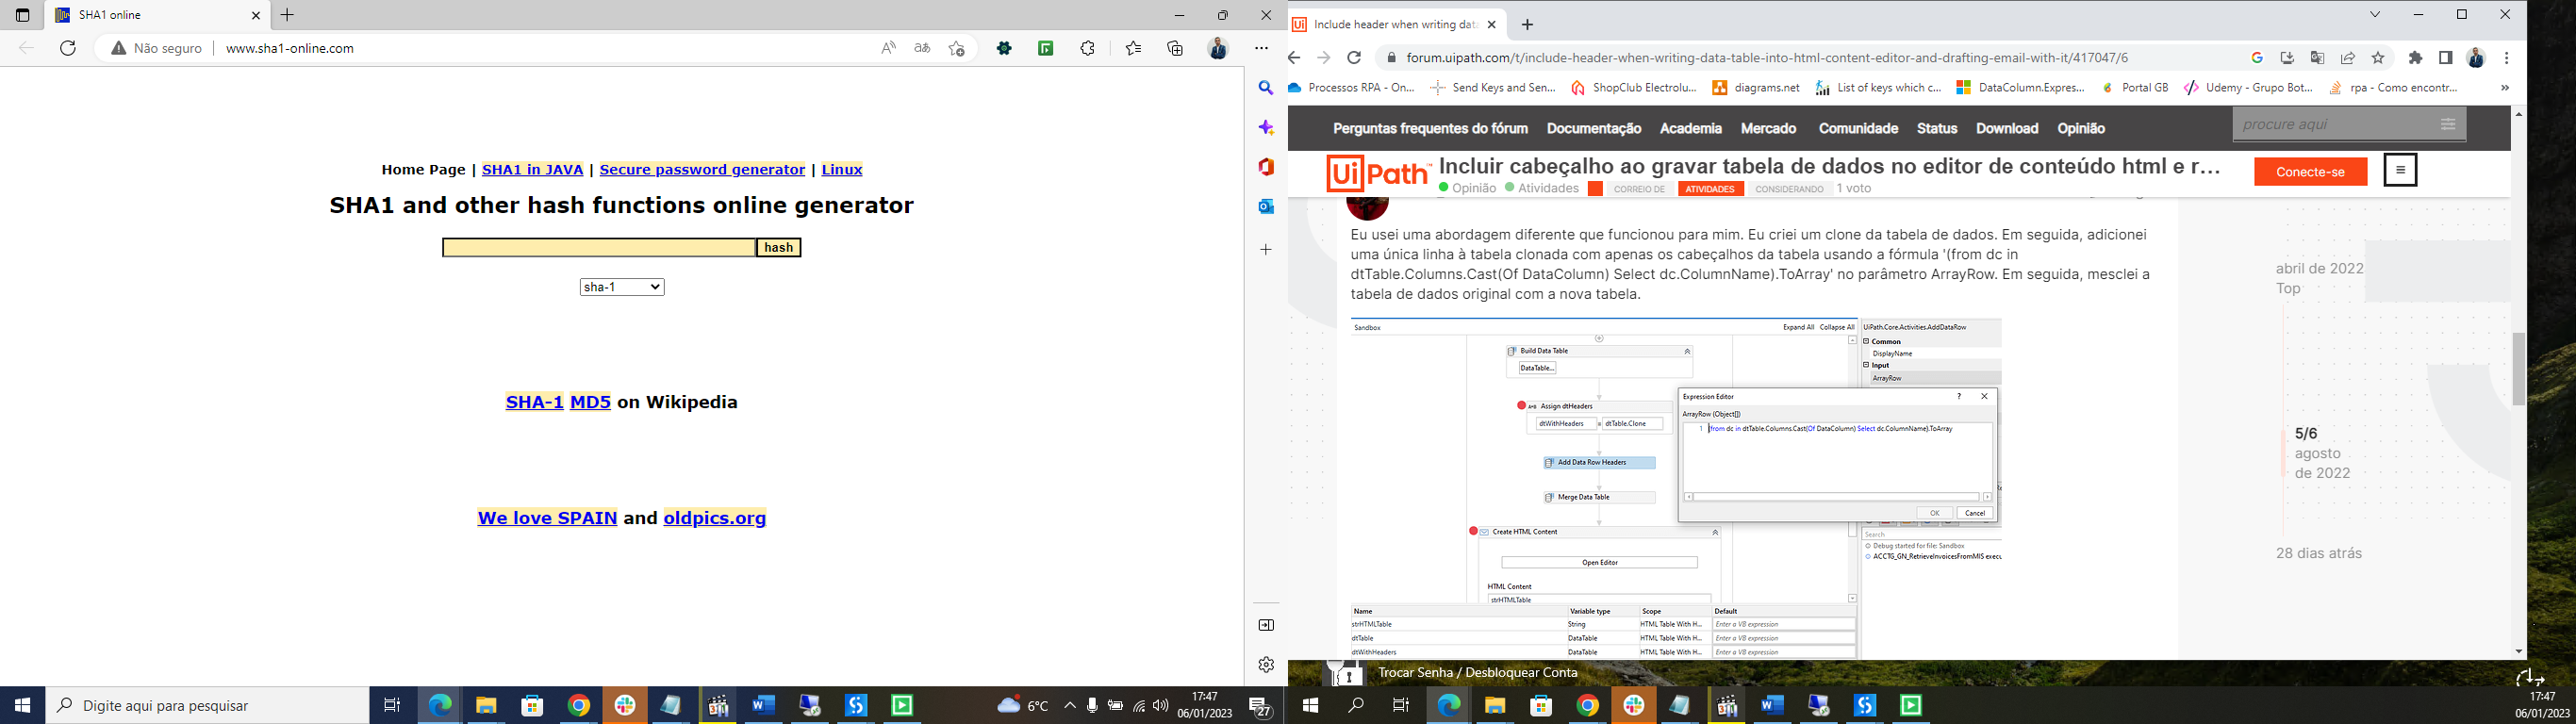 SHA1 online
Não seguro
www.sha1-online.com
Home Page | SHA1 in JAVA | Secure password generator | Linux
SHA1 and other hash functions online generator
hash
sha-1
SHA-1 MD5 on Wikipedia
We love SPAIN and oldpics.org
Digite aqui para pesquisar
6°C
17:47
06/01/2023
27
Include header when writing data
forum.uipath.com/t/include-header-when-writing-data-table-into-html-content-editor-and-drafting-email-with-it/417047/6
Processos RPA - On...
Send Keys and Sen...
ShopClub Electrolu...
diagrams.net
List of keys which c...
DataColumn.Expres...
Portal GB
Udemy - Grupo Bot...
rpa - Como encontr...
Perguntas frequentes do fórum
Documentação
Academia
Mercado
Comunidade
Status
Download
Opinião
procure aqui
UiPath
Incluir cabeçalho ao gravar tabela de dados no editor de conteúdo html e r...
Opinião
Atividades
CORREIO DE
ATIVIDADES
CONSIDERANDO
1 voto
Conecte-se
Eu usei uma abordagem diferente que funcionou para mim. Eu criei um clone da tabela de dados. Em seguida, adicionei
uma única linha à tabela clonada com apenas os cabeçalhos da tabela usando a fórmula '(from dc in
dtTable.Columns.Cast(Of DataColumn) Select dc.ColumnName).ToArray' no parâmetro ArrayRow. Em seguida, mesclei a
tabela de dados original com a nova tabela.
Sandbox
Expand All
Collapse All
Build Data Table
DataTable...
Assign dtHeaders
dtWithHeaders
=
dtTable.Clone
Add Data Row Headers
Merge Data Table
Create HTML Content
Open Editor
HTML Content
strHTMLTable
UiPath.Core.Activities.AddDataRow
Common
DisplayName
Input
ArrayRow
Expression Editor
ArrayRow (Object[])
1 (from dc in dtTable.Columns.Cast(Of DataColumn) Select dc.ColumnName).ToArray
OK
Cancel
Search
Debug started for file: Sandbox
ACCTG_GN_RetrieveInvoicesFromMIS execu
Name Variable type Scope Default
strHTMLTable String HTML Table With H... Enter a VB expression
dtTable DataTable HTML Table With H... Enter a VB expression
dtWithHeaders DataTable HTML Table With H... Enter a VB expression
abril de 2022
Top
5/6
agosto
de 2022
28 dias atrás
Trocar Senha / Desbloquear Conta
17:47
06/01/2023